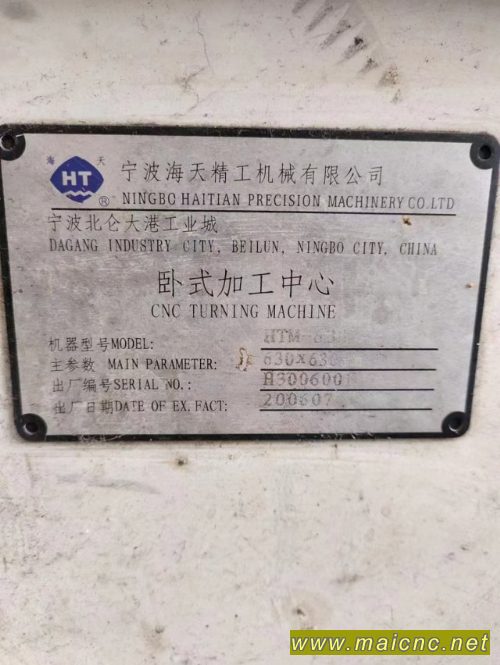 海 天
HT
®
宁波海天精工机械有限公司
NINGBO HAITIAN PRECISION MACHINERY CO.LTD
宁波北仑大港工业城
DAGANG INDUSTRY CITY, BEILUN, NINGBO CITY, CHINA
卧式加工中心
CNC TURNING MACHINE
机器型号MODEL:
主参数 MAIN PARAMETER: 630×630
出厂编号SERIAL NO.:
出厂日期DATE OF EX.FACT: 200607
www.maicnc.net